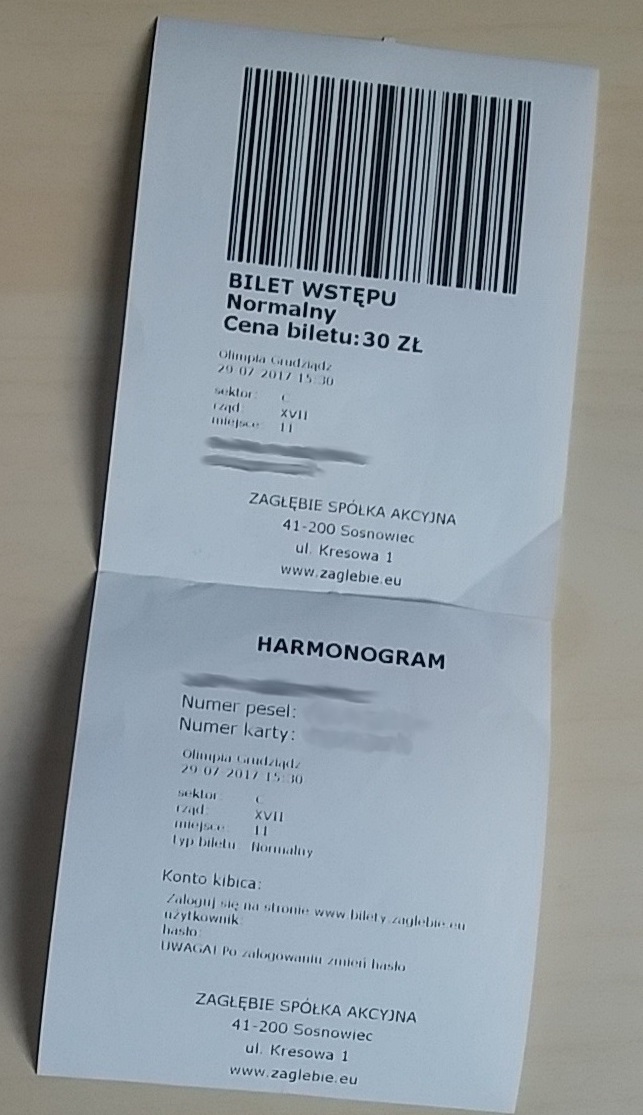 BILET WSTĘPU
Normalny
Cena biletu:30 ZŁ
Olimpia Grudziądz
29 07 2017 15:30
sektor: C
rząd: XVII
miejsce: 11
ZAGŁĘBIE SPÓŁKA AKCYJNA
41-200 Sosnowiec
ul. Kresowa 1
www.zaglebie.eu
HARMONOGRAM
Numer pesel:
Numer karty:
Olimpia Grudziądz
29 07 2017 15:30
sektor: C
rząd: XVII
miejsce: 11
typ biletu: Normalny
Konto kibica:
Zaloguj się na stronie www.bilety.zaglebie.eu
użytkownik:
hasło:
UWAGA! Po zalogowaniu zmień hasło
ZAGŁĘBIE SPÓŁKA AKCYJNA
41-200 Sosnowiec
ul. Kresowa 1
www.zaglebie.eu